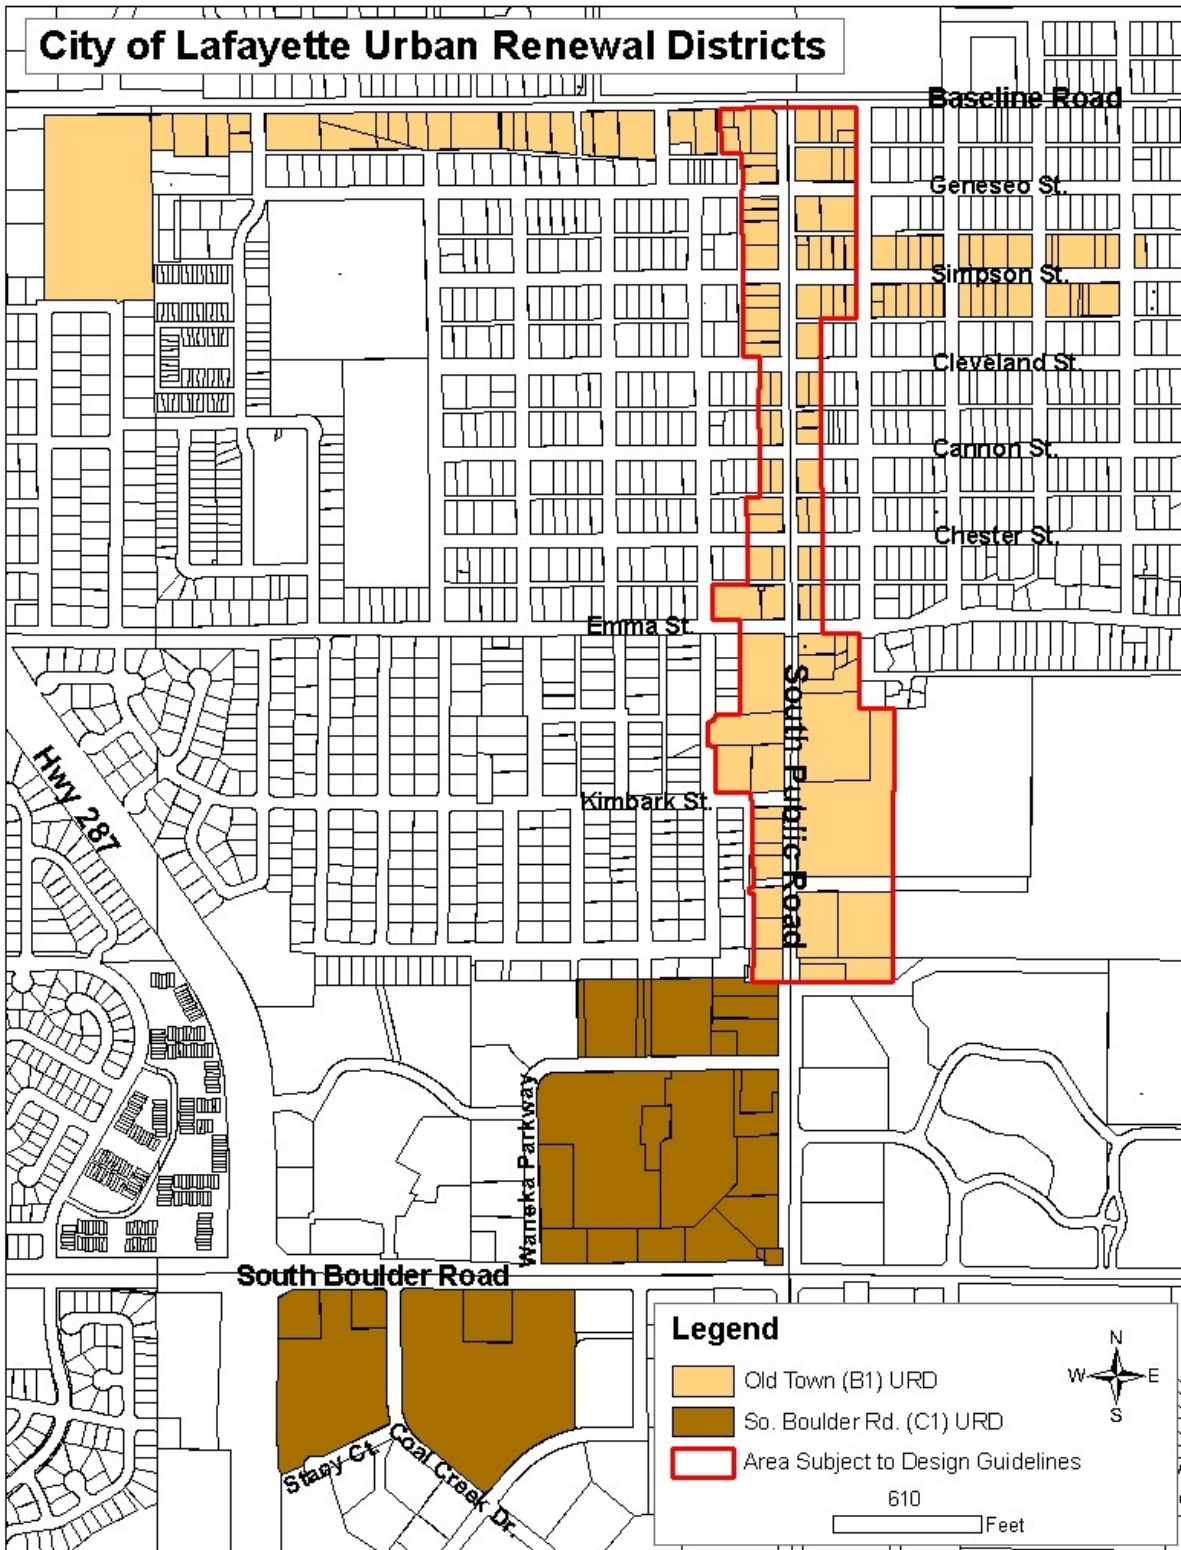 City of Lafayette Urban Renewal Districts
Baseline Road
Geneseo St.
Simpson St.
Cleveland St.
Cannon St.
Chester St.
Emma St.
South Public Road
Hwy 287
Kimbark St.
Waneka Parkway
South Boulder Road
Stacy Ct.
Coal Creek Dr.
Legend
Old Town (B1) URD
So. Boulder Rd. (C1) URD
Area Subject to Design Guidelines
N
W
E
S
610
Feet